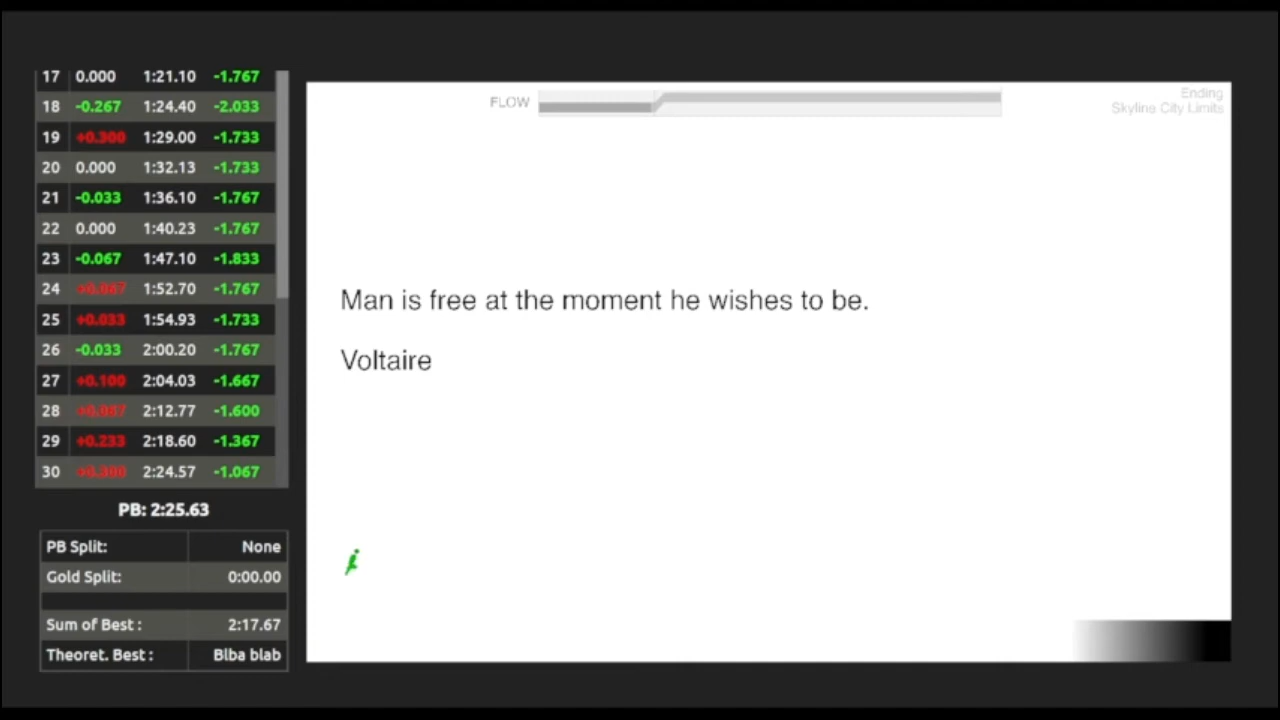 17 0.000 1:21.10 -1.767
18 -0.267 1:24.40 -2.033
19 +0.300 1:29.00 -1.733
20 0.000 1:32.13 -1.733
21 -0.033 1:36.10 -1.767
22 0.000 1:40.23 -1.767
23 -0.067 1:47.10 -1.833
24 +0.067 1:52.70 -1.767
25 +0.033 1:54.93 -1.733
26 -0.033 2:00.20 -1.767
27 +0.100 2:04.03 -1.667
28 +0.067 2:12.77 -1.600
29 +0.233 2:18.60 -1.367
30 +0.300 2:24.57 -1.067
PB: 2:25.63
PB Split: None
Gold Split: 0:00.00
Sum of Best : 2:17.67
Theoret. Best : Blba blab
FLOW
Ending
Skyline City Limits
Man is free at the moment he wishes to be.
Voltaire